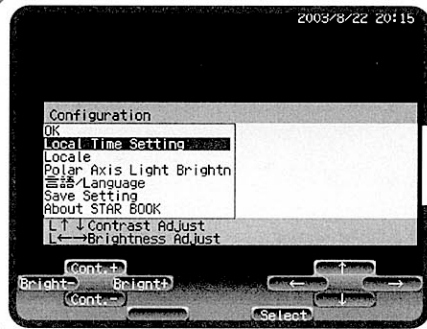 2003/8/22 20:15
Configuration
OK
Local Time Setting
Locale
Polar Axis Light Brightn
言語/Language
Save Setting
About STAR BOOK
L↑↓Contrast Adjust
L←→Brightness Adjust
Cont.+
Bright- Brignt+
Cont.-
↑
← →
↓
Select